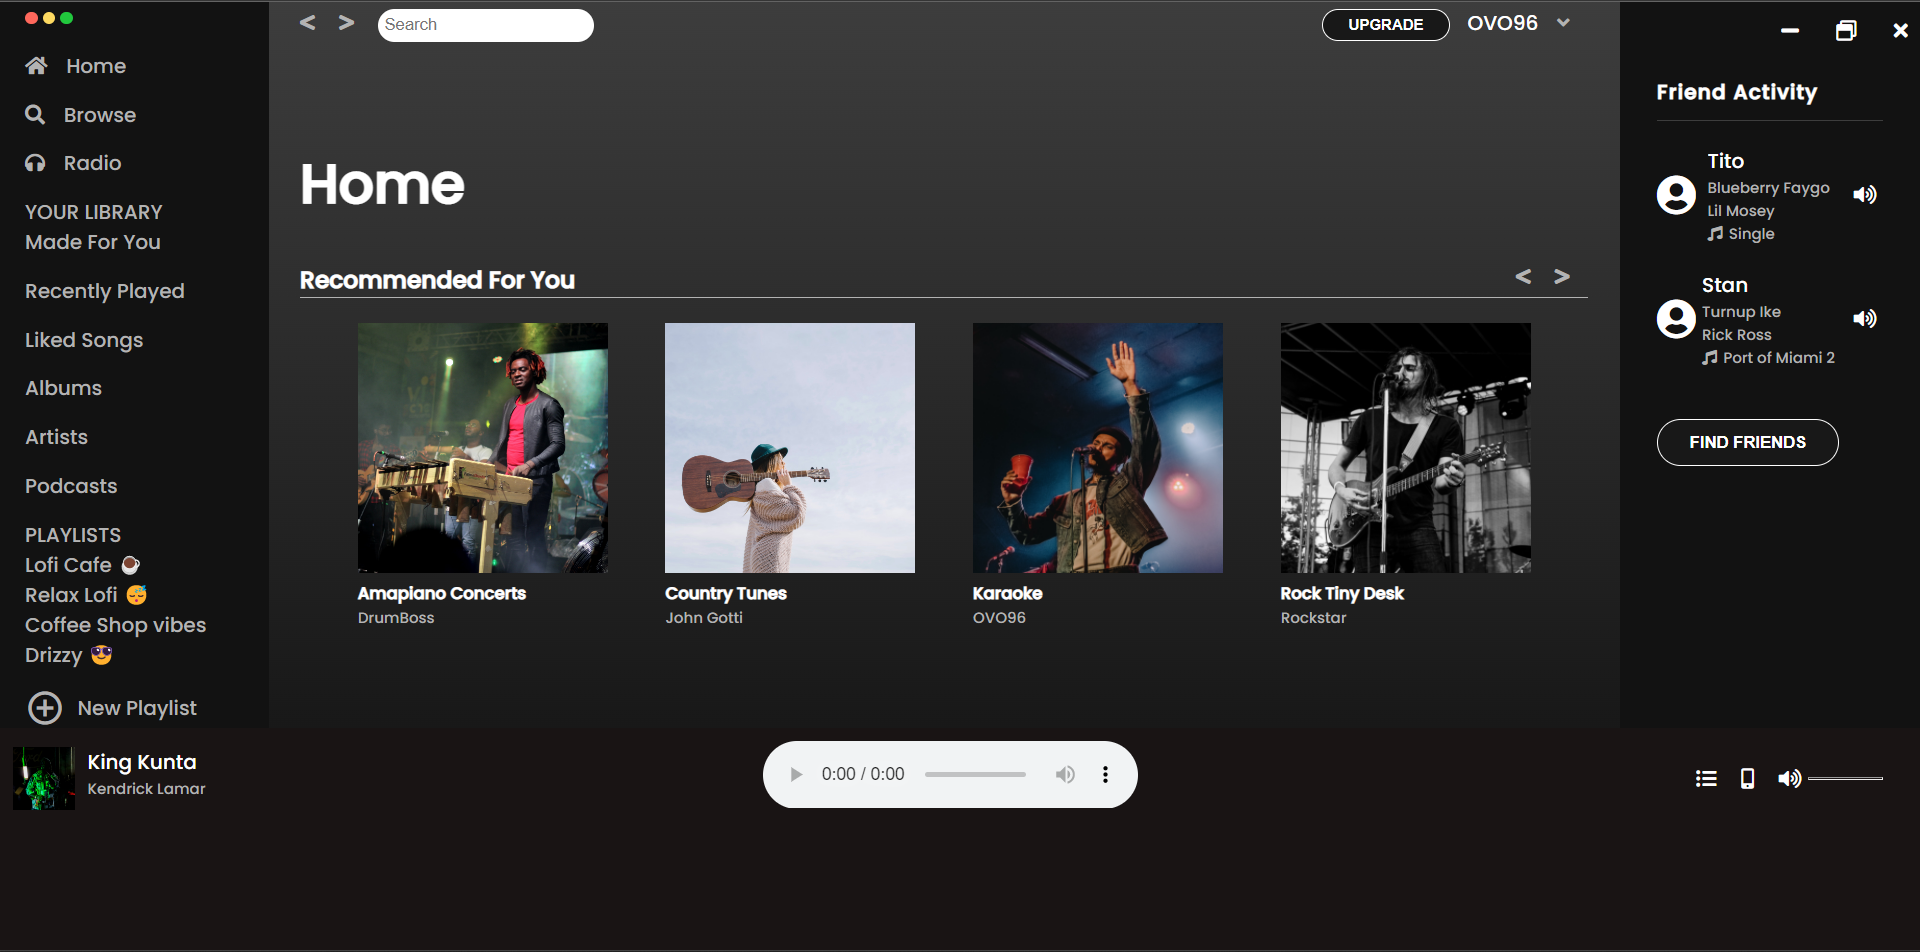 Home
Browse
Radio
YOUR LIBRARY
Made For You
Recently Played
Liked Songs
Albums
Artists
Podcasts
PLAYLISTS
Lofi Cafe ☕
Relax Lofi 😴
Coffee Shop vibes
Drizzy 😎
New Playlist
< >
Search
UPGRADE
OVO96
Home
Recommended For You
< >
Amapiano Concerts
DrumBoss
Country Tunes
John Gotti
Karaoke
OVO96
Rock Tiny Desk
Rockstar
Friend Activity
Tito
Blueberry Faygo
Lil Mosey
Single
Stan
Turnup Ike
Rick Ross
Port of Miami 2
FIND FRIENDS
King Kunta
Kendrick Lamar
0:00 / 0:00